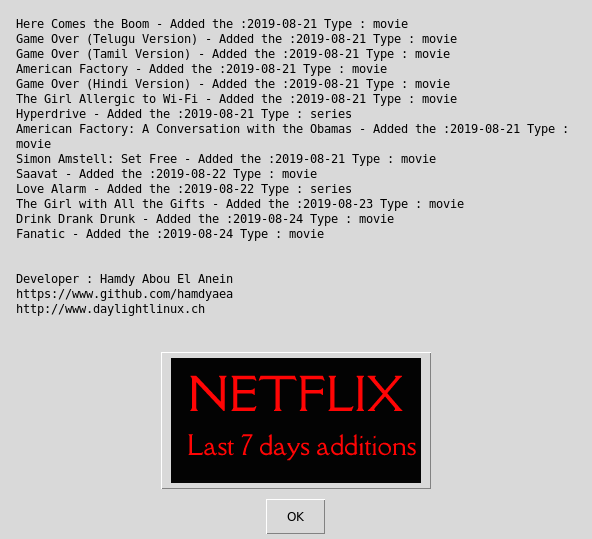 Here Comes the Boom - Added the :2019-08-21 Type : movie
Game Over (Telugu Version) - Added the :2019-08-21 Type : movie
Game Over (Tamil Version) - Added the :2019-08-21 Type : movie
American Factory - Added the :2019-08-21 Type : movie
Game Over (Hindi Version) - Added the :2019-08-21 Type : movie
The Girl Allergic to Wi-Fi - Added the :2019-08-21 Type : movie
Hyperdrive - Added the :2019-08-21 Type : series
American Factory: A Conversation with the Obamas - Added the :2019-08-21 Type :
movie
Simon Amstell: Set Free - Added the :2019-08-21 Type : movie
Saavat - Added the :2019-08-22 Type : movie
Love Alarm - Added the :2019-08-22 Type : series
The Girl with All the Gifts - Added the :2019-08-23 Type : movie
Drink Drank Drunk - Added the :2019-08-24 Type : movie
Fanatic - Added the :2019-08-24 Type : movie
Developer : Hamdy Abou El Anein
https://www.github.com/hamdyaea
http://www.daylightlinux.ch
NETFLIX
Last 7 days additions
OK